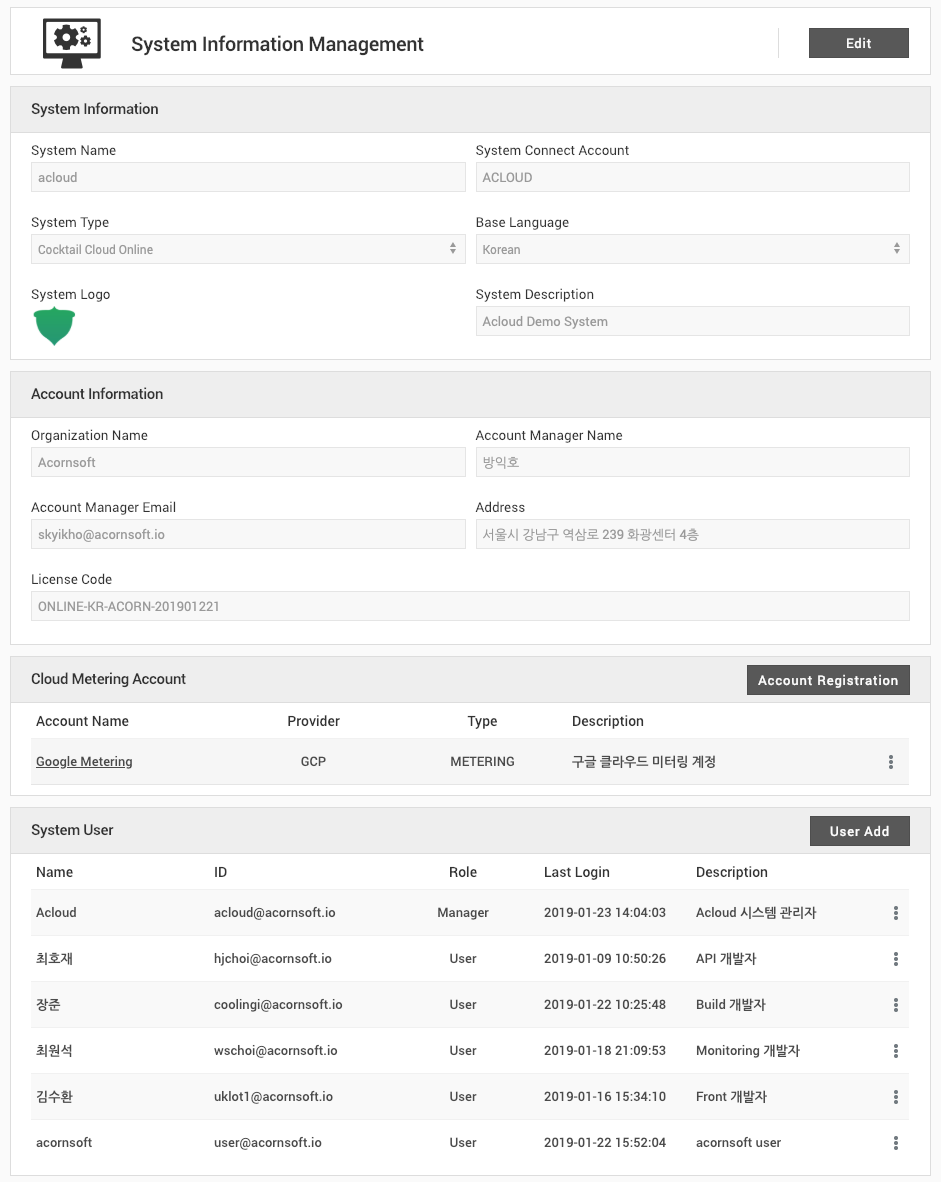 System Information Management
Edit
System Information
System Name
System Connect Account
acloud
ACLOUD
System Type
Base Language
Cocktail Cloud Online
Korean
System Logo
System Description
Acloud Demo System
Account Information
Organization Name
Account Manager Name
Acornsoft
방익호
Account Manager Email
Address
skyikho@acornsoft.io
서울시 강남구 역삼로 239 화광센터 4층
License Code
ONLINE-KR-ACORN-201901221
Cloud Metering Account
Account Registration
Account Name Provider Type Description
Google Metering GCP METERING 구글 클라우드 미터링 계정
System User
User Add
Name ID Role Last Login Description
Acloud acloud@acornsoft.io Manager 2019-01-23 14:04:03 Acloud 시스템 관리자
최호재 hjchoi@acornsoft.io User 2019-01-09 10:50:26 API 개발자
장준 coolingi@acornsoft.io User 2019-01-22 10:25:48 Build 개발자
최원석 wschoi@acornsoft.io User 2019-01-18 21:09:53 Monitoring 개발자
김수환 uklot1@acornsoft.io User 2019-01-16 15:34:10 Front 개발자
acornsoft user@acornsoft.io User 2019-01-22 15:52:04 acornsoft user